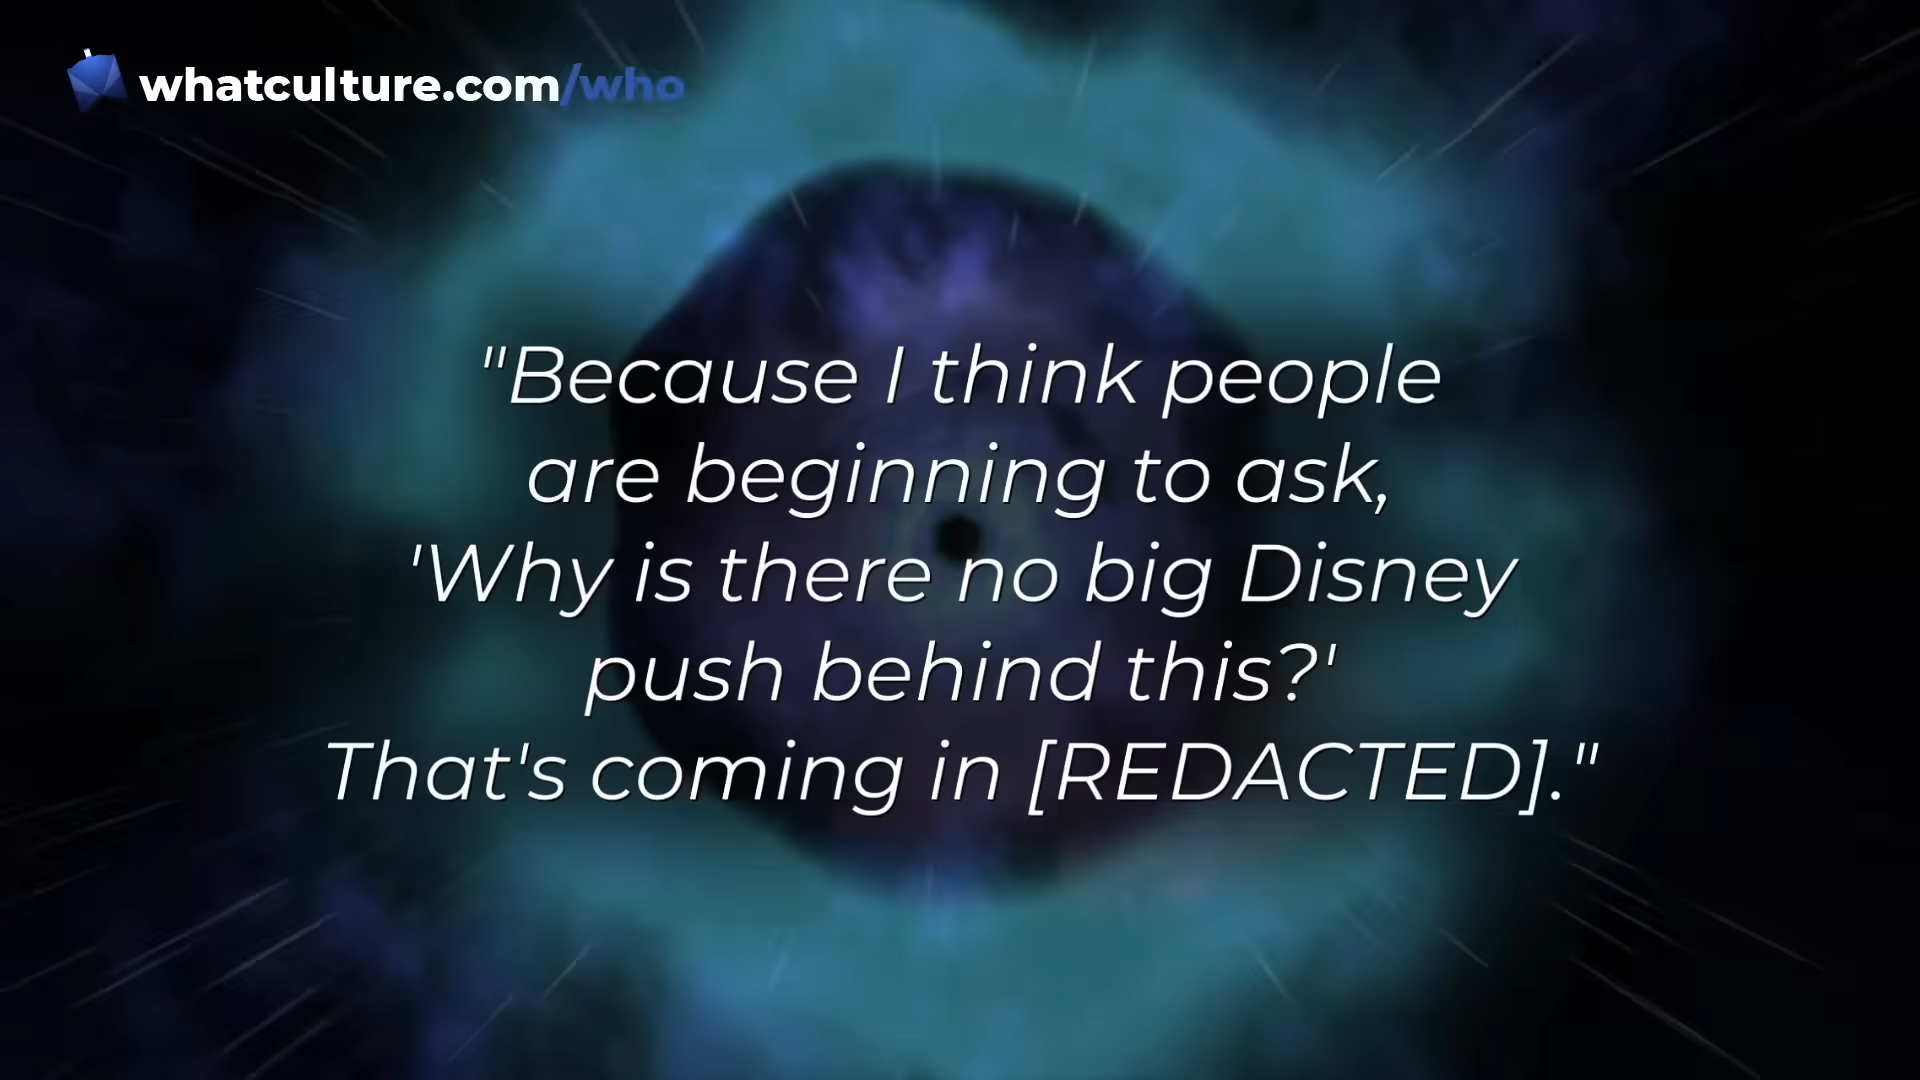 whatculture.com/who
"Because I think people
are beginning to ask,
'Why is there no big Disney
push behind this?'
That's coming in [REDACTED]."